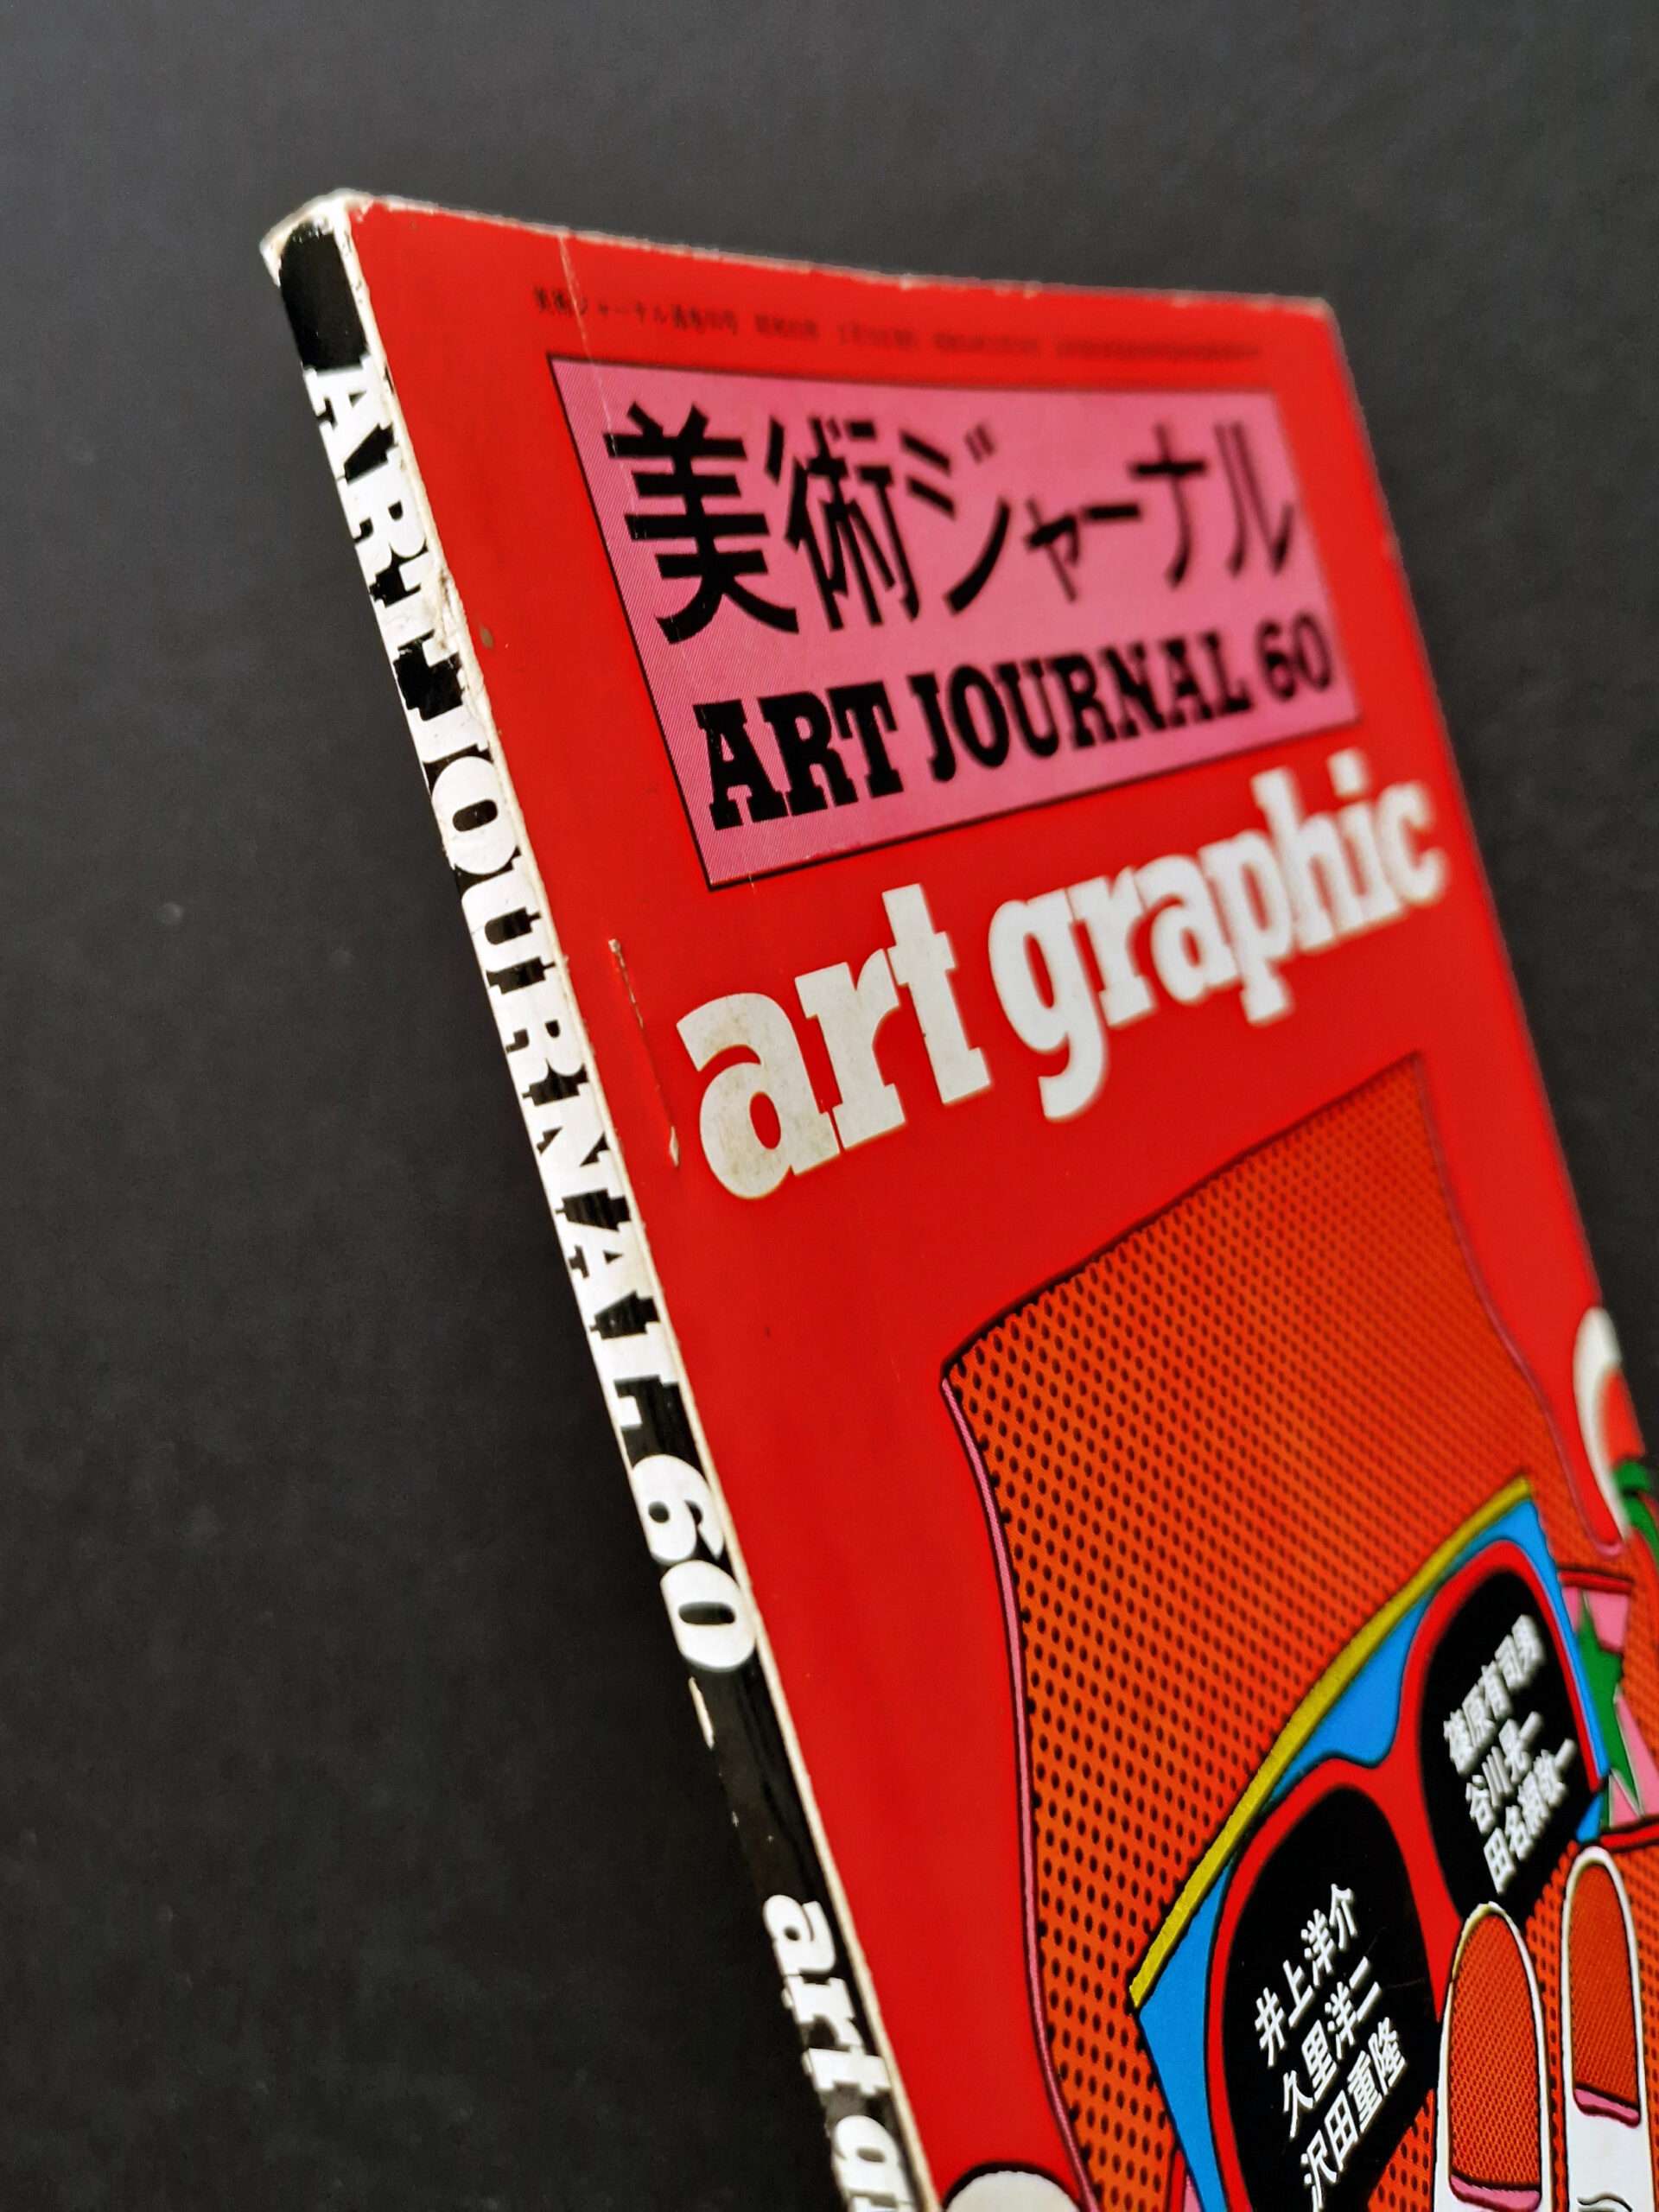 美術ジャーナル
ART JOURNAL 60
art graphic
篠原有司男
谷川晃一
田名網敬一
井上洋介
久里洋二
沢田重隆
ART JOURNAL 60